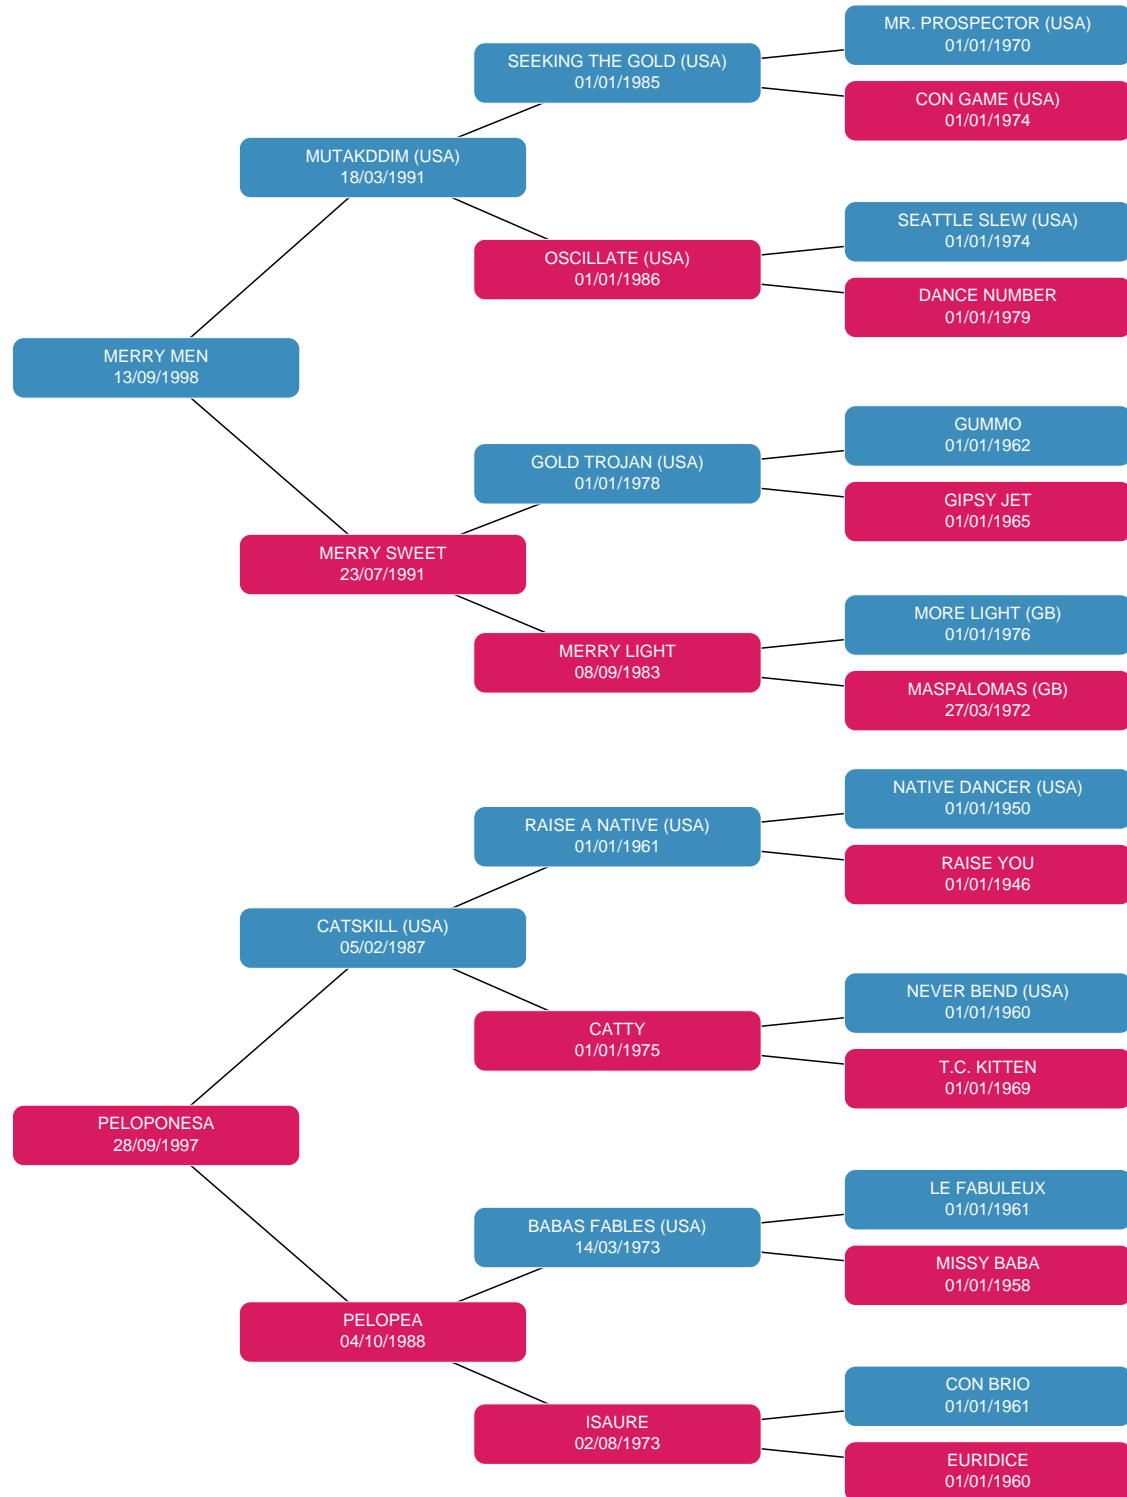 MR. PROSPECTOR (USA)
01/01/1970
SEEKING THE GOLD (USA)
01/01/1985
CON GAME (USA)
01/01/1974
MUTAKDDIM (USA)
18/03/1991
SEATTLE SLEW (USA)
01/01/1974
OSCILLATE (USA)
01/01/1986
DANCE NUMBER
01/01/1979
MERRY MEN
13/09/1998
GUMMO
01/01/1962
GOLD TROJAN (USA)
01/01/1978
GIPSY JET
01/01/1965
MERRY SWEET
23/07/1991
MORE LIGHT (GB)
01/01/1976
MERRY LIGHT
08/09/1983
MASPALOMAS (GB)
27/03/1972
NATIVE DANCER (USA)
01/01/1950
RAISE A NATIVE (USA)
01/01/1961
RAISE YOU
01/01/1946
CATSKILL (USA)
05/02/1987
NEVER BEND (USA)
01/01/1960
CATTY
01/01/1975
T.C. KITTEN
01/01/1969
PELOPONESA
28/09/1997
LE FABULEUX
01/01/1961
BABAS FABLES (USA)
14/03/1973
MISSY BABA
01/01/1958
PELOPEA
04/10/1988
CON BRIO
01/01/1961
ISAURE
02/08/1973
EURIDICE
01/01/1960